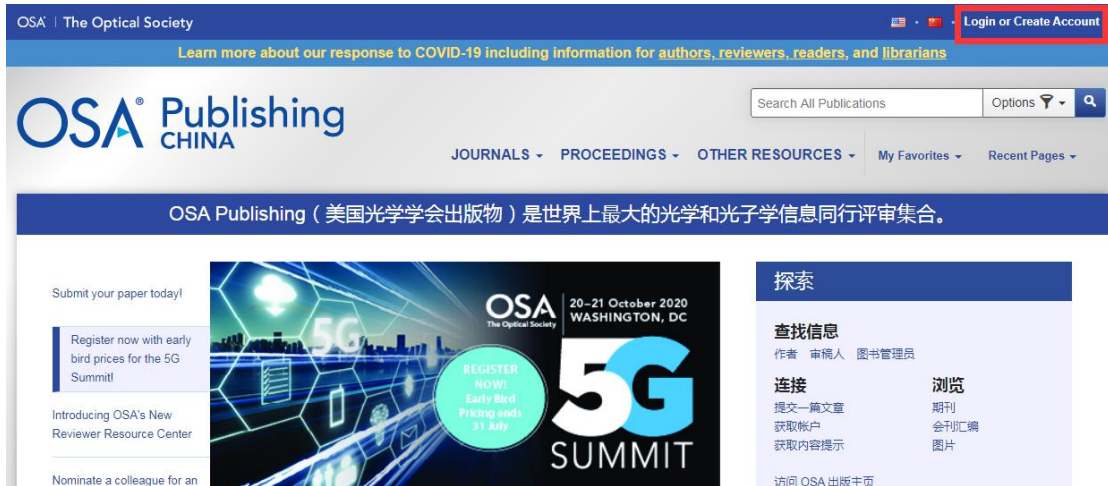 OSA | The Optical Society
Login or Create Account
Learn more about our response to COVID-19 including information for authors, reviewers, readers, and librarians
OSA® Publishing
CHINA
Search All Publications
Options
JOURNALS
PROCEEDINGS
OTHER RESOURCES
My Favorites
Recent Pages
OSA Publishing（美国光学学会出版物）是世界上最大的光学和光子学信息同行评审集合。
Submit your paper today!
Register now with early
bird prices for the 5G
Summit!
Introducing OSA's New
Reviewer Resource Center
Nominate a colleague for an
5G
OSA
The Optical Society
20–21 October 2020
WASHINGTON, DC
REGISTER
NOW!
Early Bird
Pricing ends
31 July
5G
SUMMIT
探索
查找信息
作者 审稿人 图书管理员
连接 浏览
提交一篇文章 期刊
获取帐户 会刊汇编
获取内容提示 图片
访问 OSA 出版主页